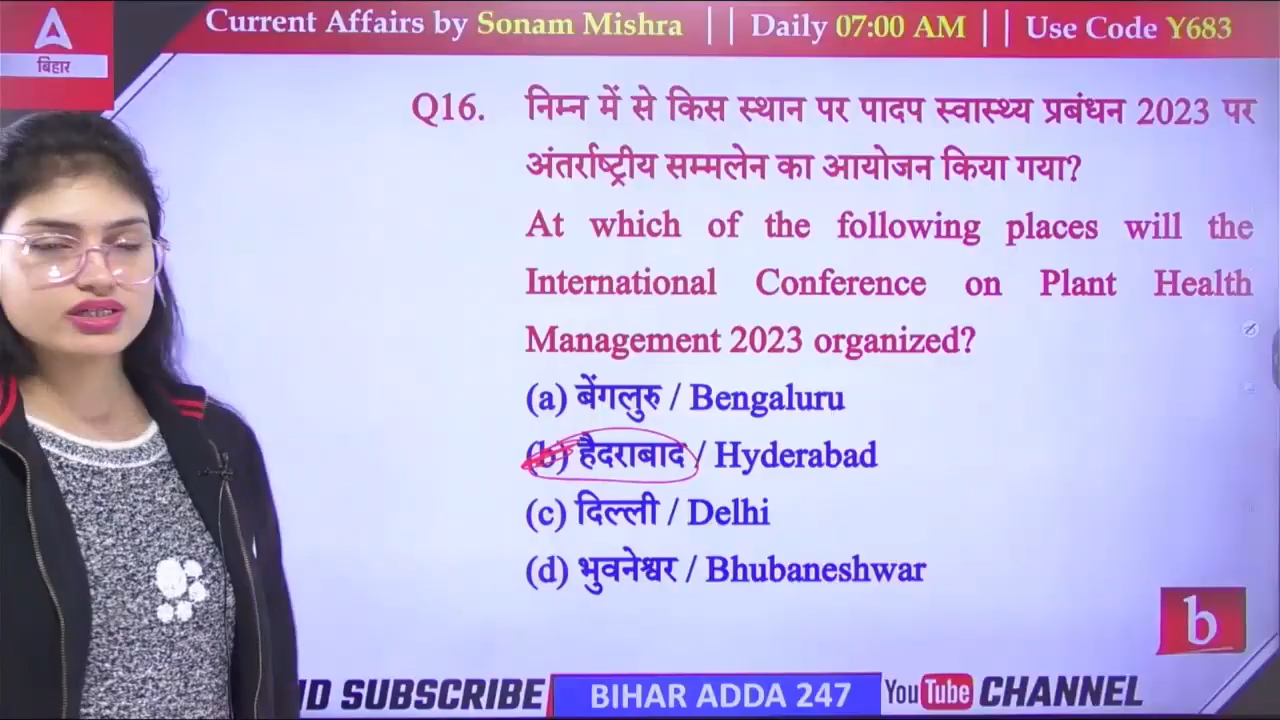 Current Affairs by Sonam Mishra || Daily 07:00 AM || Use Code Y683
बिहार
Q16. निम्न में से किस स्थान पर पादप स्वास्थ्य प्रबंधन 2023 पर
अंतर्राष्ट्रीय सम्मलेन का आयोजन किया गया?
At which of the following places will the
International Conference on Plant Health
Management 2023 organized?
(a) बेंगलुरु / Bengaluru
(b) हैदराबाद / Hyderabad
(c) दिल्ली / Delhi
(d) भुवनेश्वर / Bhubaneshwar
b
SUBSCRIBE BIHAR ADDA 247 YouTube CHANNEL